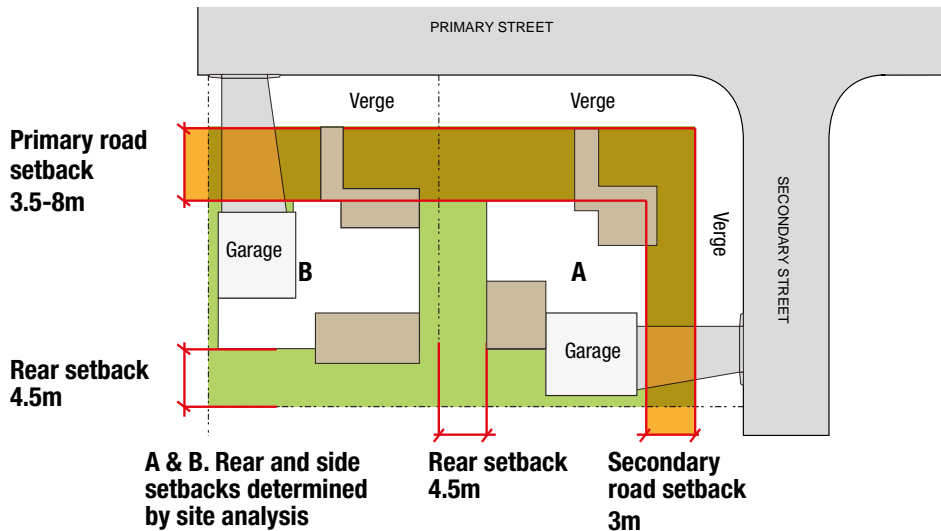 PRIMARY STREET
Verge
Verge
Primary road
setback
3.5-8m
SECONDARY STREET
Verge
Garage
B
A
Garage
Rear setback
4.5m
A & B. Rear and side
setbacks determined
by site analysis
Rear setback
4.5m
Secondary
road setback
3m